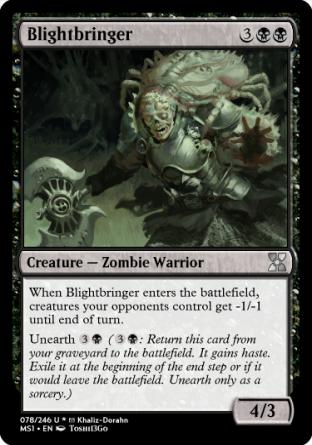 Blightbringer 3
Creature — Zombie Warrior
When Blightbringer enters the battlefield,
creatures your opponents control get -1/-1
until end of turn.
Unearth 3 ( 3 : Return this card from
your graveyard to the battlefield. It gains haste.
Exile it at the beginning of the end step or if it
would leave the battlefield. Unearth only as a
sorcery.)
4/3
078/246 U * Khaliz-Dorahn
MS1 • EN Toshii3Go